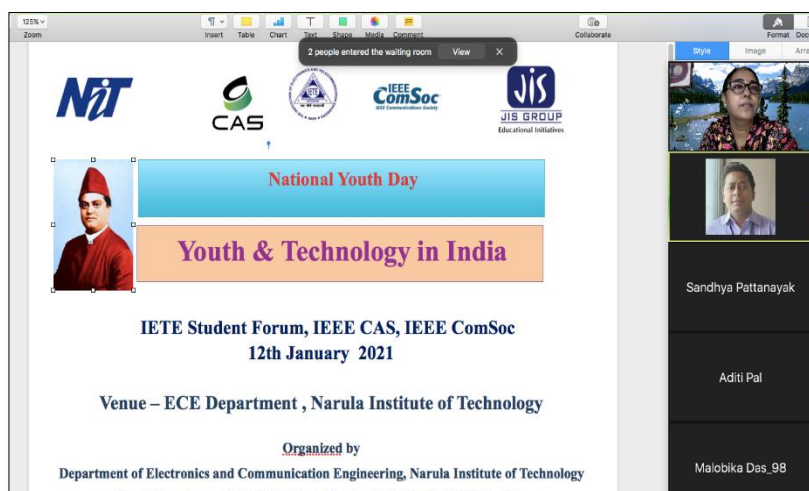 125%
Zoom
Insert Table Chart Text Shape Media Comment
Collaborate
Format
2 people entered the waiting room View
Style Image
NiT
CAS
IEEE
ComSoc
IEEE Communications Society
JIS
JIS GROUP
Educational Initiatives
National Youth Day
Youth & Technology in India
IETE Student Forum, IEEE CAS, IEEE ComSoc
12th January 2021
Venue – ECE Department , Narula Institute of Technology
Organized by
Department of Electronics and Communication Engineering, Narula Institute of Technology
Sandhya Pattanayak
Aditi Pal
Malobika Das_98